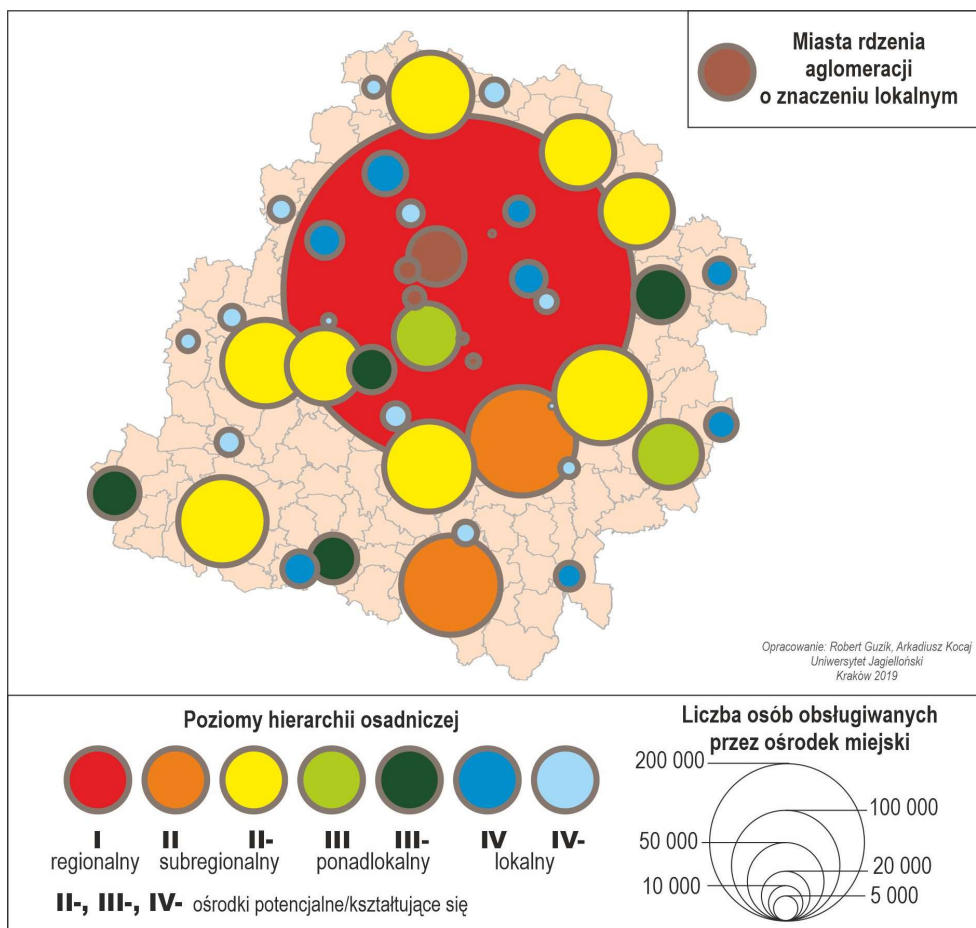 Miasta rdzenia
aglomeracji
o znaczeniu lokalnym
Opracowanie: Robert Guzik, Arkadiusz Kocaj
Uniwersytet Jagielloński
Kraków 2019
Poziomy hierarchii osadniczej
I II II- III III- IV IV-
regionalny subregionalny ponadlokalny lokalny
II-, III-, IV- ośrodki potencjalne/kształtujące się
Liczba osób obsługiwanych
przez ośrodek miejski
200 000
100 000
50 000
20 000
10 000
5 000